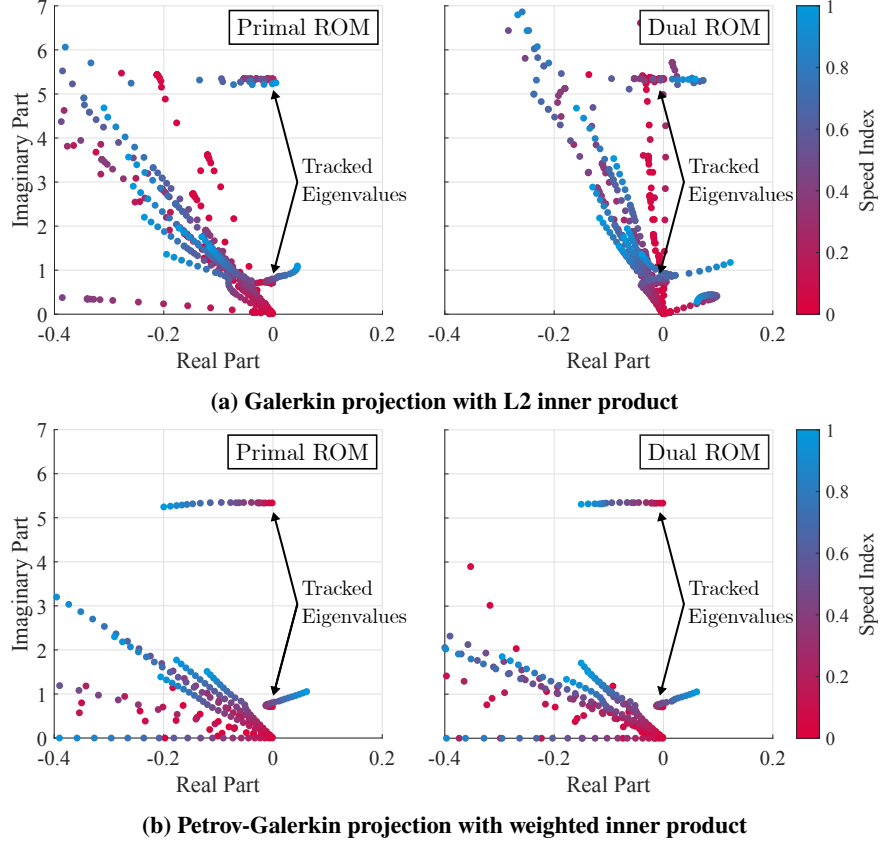 7
6
5
4
3
2
1
0
Imaginary Part
Primal ROM
Tracked
Eigenvalues
-0.4
-0.2
0
0.2
Real Part
Dual ROM
Tracked
Eigenvalues
-0.4
-0.2
0
0.2
Real Part
1
0.8
0.6
0.4
0.2
0
Speed Index
(a) Galerkin projection with L2 inner product
7
6
5
4
3
2
1
0
Imaginary Part
Primal ROM
Tracked
Eigenvalues
-0.4
-0.2
0
0.2
Real Part
Dual ROM
Tracked
Eigenvalues
-0.4
-0.2
0
0.2
Real Part
1
0.8
0.6
0.4
0.2
0
Speed Index
(b) Petrov-Galerkin projection with weighted inner product